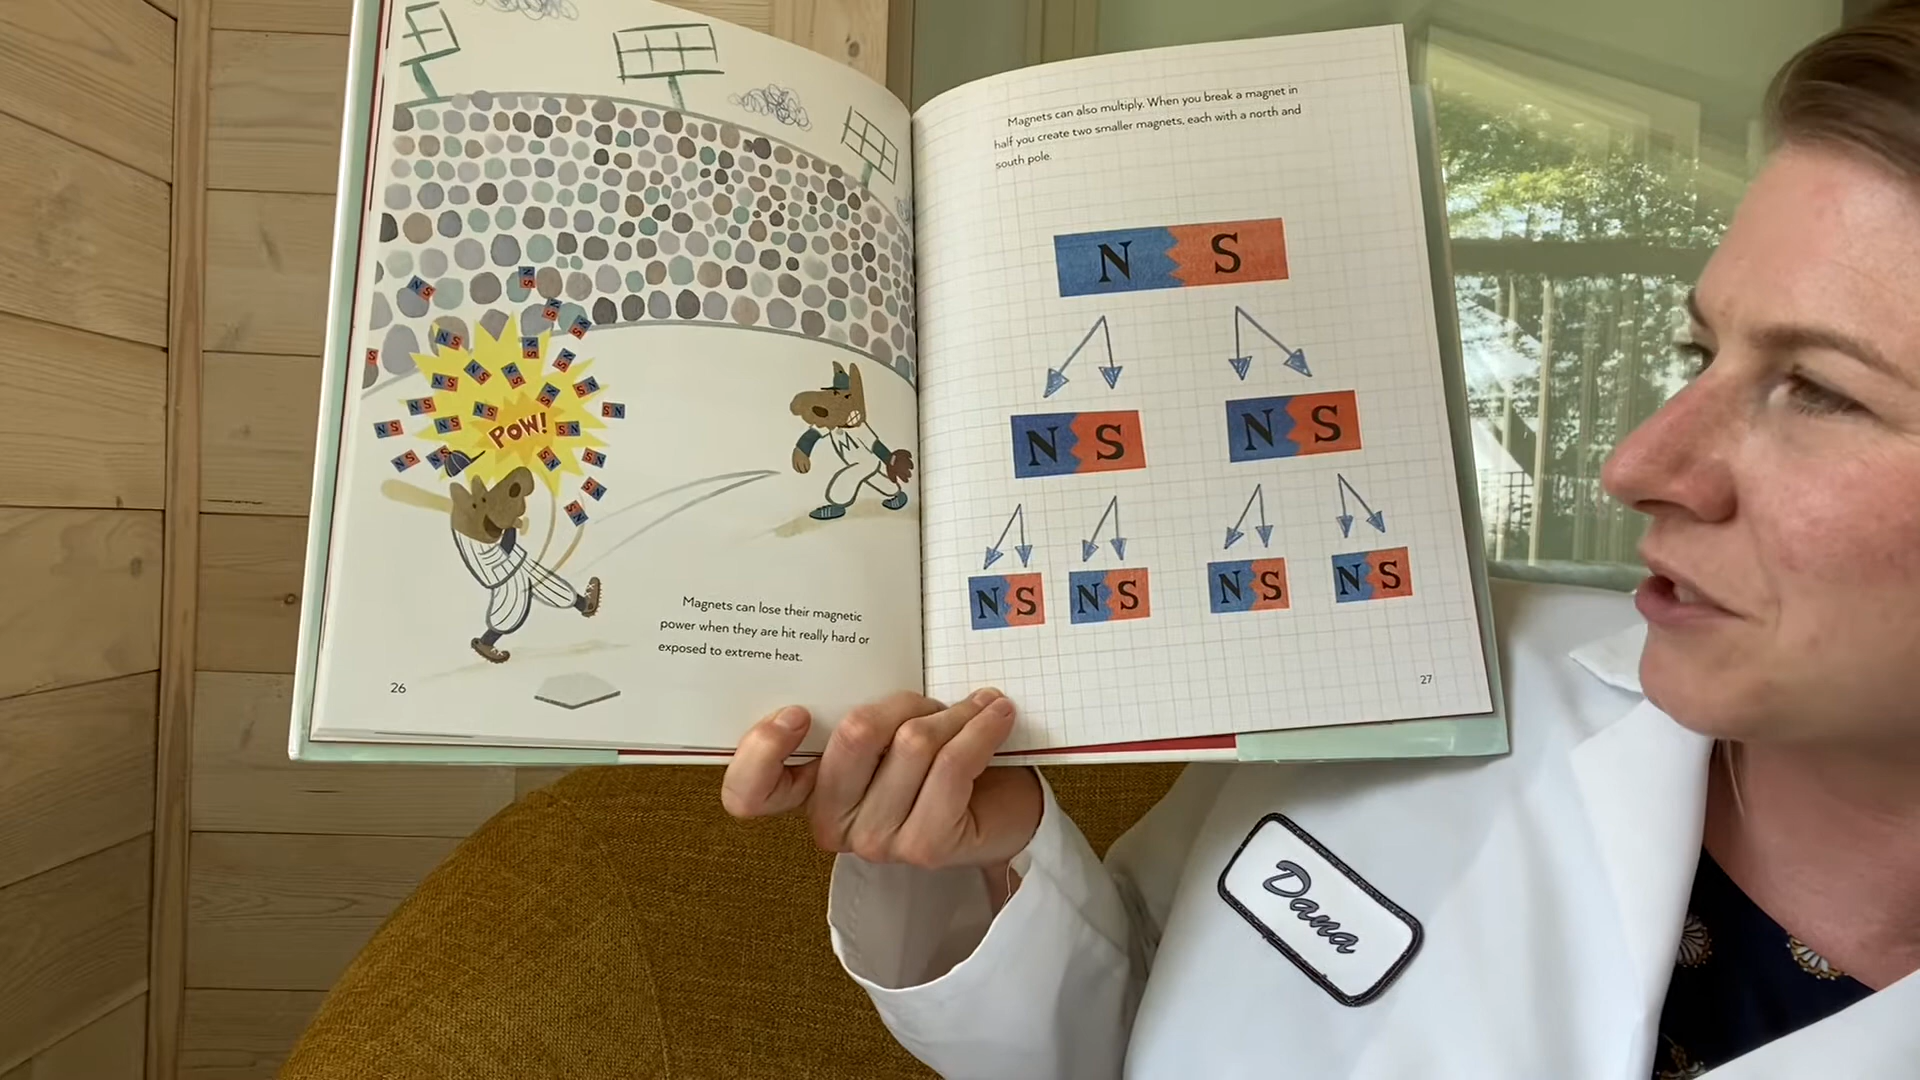 POW!
M
Magnets can lose their magnetic
power when they are hit really hard or
exposed to extreme heat.
26
Magnets can also multiply. When you break a magnet in
half you create two smaller magnets, each with a north and
south pole.
N S
N S N S
N S N S N S N S
27
Dana